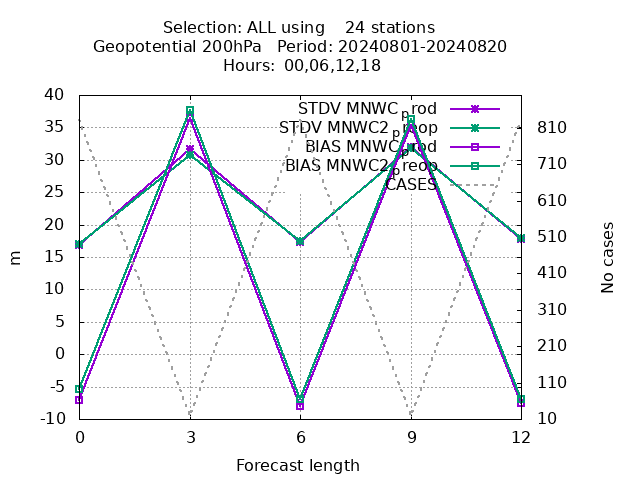 Selection: ALL using    24 stations
Geopotential 200hPa   Period: 20240801-20240820
Hours: 00,06,12,18
STDV MNWC_prod
STDV MNWC2_preop
BIAS MNWC_prod
BIAS MNWC2_preop
CASES
40
35
30
25
20
15
10
5
0
-5
-10
m
810
710
610
510
410
310
210
110
10
No cases
0 3 6 9 12
Forecast length